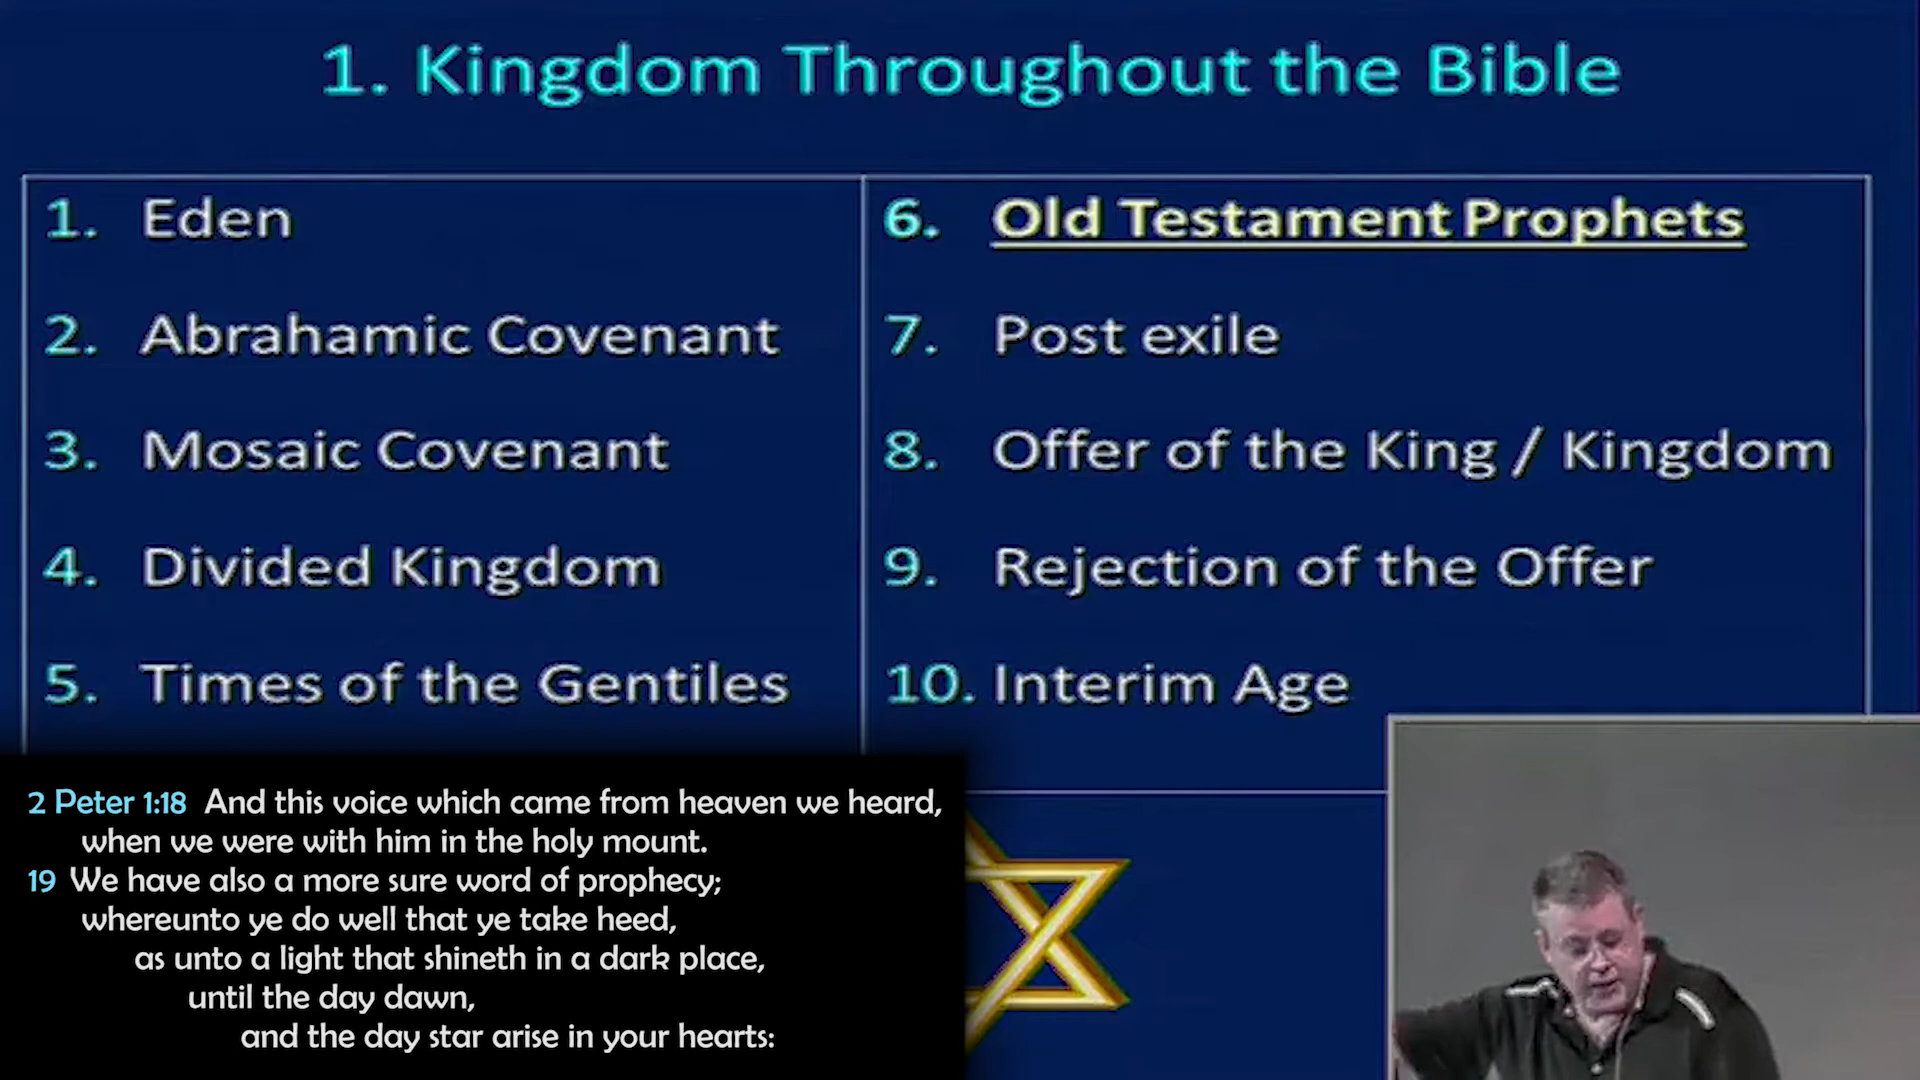 1. Kingdom Throughout the Bible
1. Eden
2. Abrahamic Covenant
3. Mosaic Covenant
4. Divided Kingdom
5. Times of the Gentiles
6. Old Testament Prophets
7. Post exile
8. Offer of the King / Kingdom
9. Rejection of the Offer
10. Interim Age
2 Peter 1:18 And this voice which came from heaven we heard,
when we were with him in the holy mount.
19 We have also a more sure word of prophecy;
whereunto ye do well that ye take heed,
as unto a light that shineth in a dark place,
until the day dawn,
and the day star arise in your hearts: